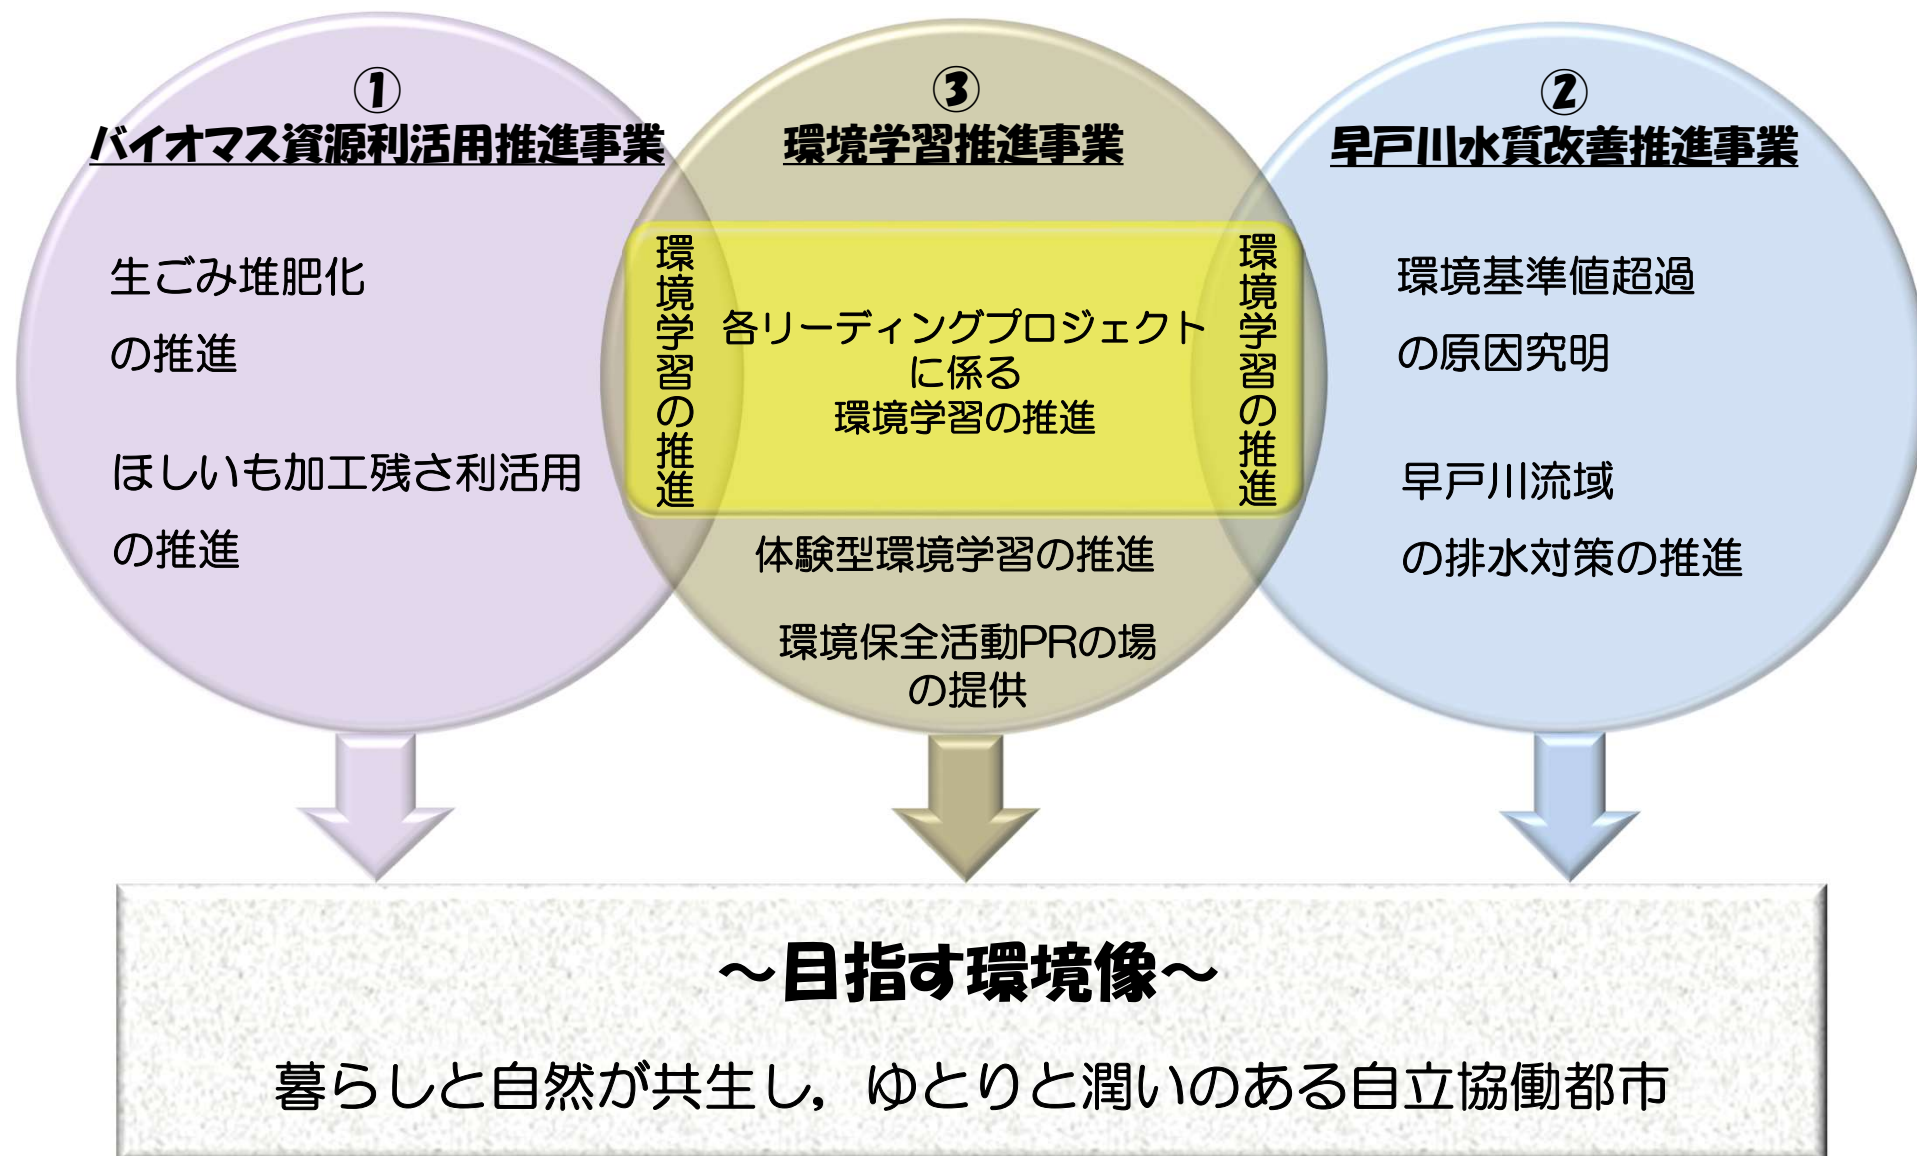 ①
バイオマス資源利活用推進事業
生ごみ堆肥化
の推進
ほしいも加工残さ利活用
の推進
環境学習の推進
③
環境学習推進事業
各リーディングプロジェクト
に係る
環境学習の推進
体験型環境学習の推進
環境保全活動PRの場
の提供
環境学習の推進
②
早戸川水質改善推進事業
環境基準値超過
の原因究明
早戸川流域
の排水対策の推進
～目指す環境像～
暮らしと自然が共生し，ゆとりと潤いのある自立協働都市